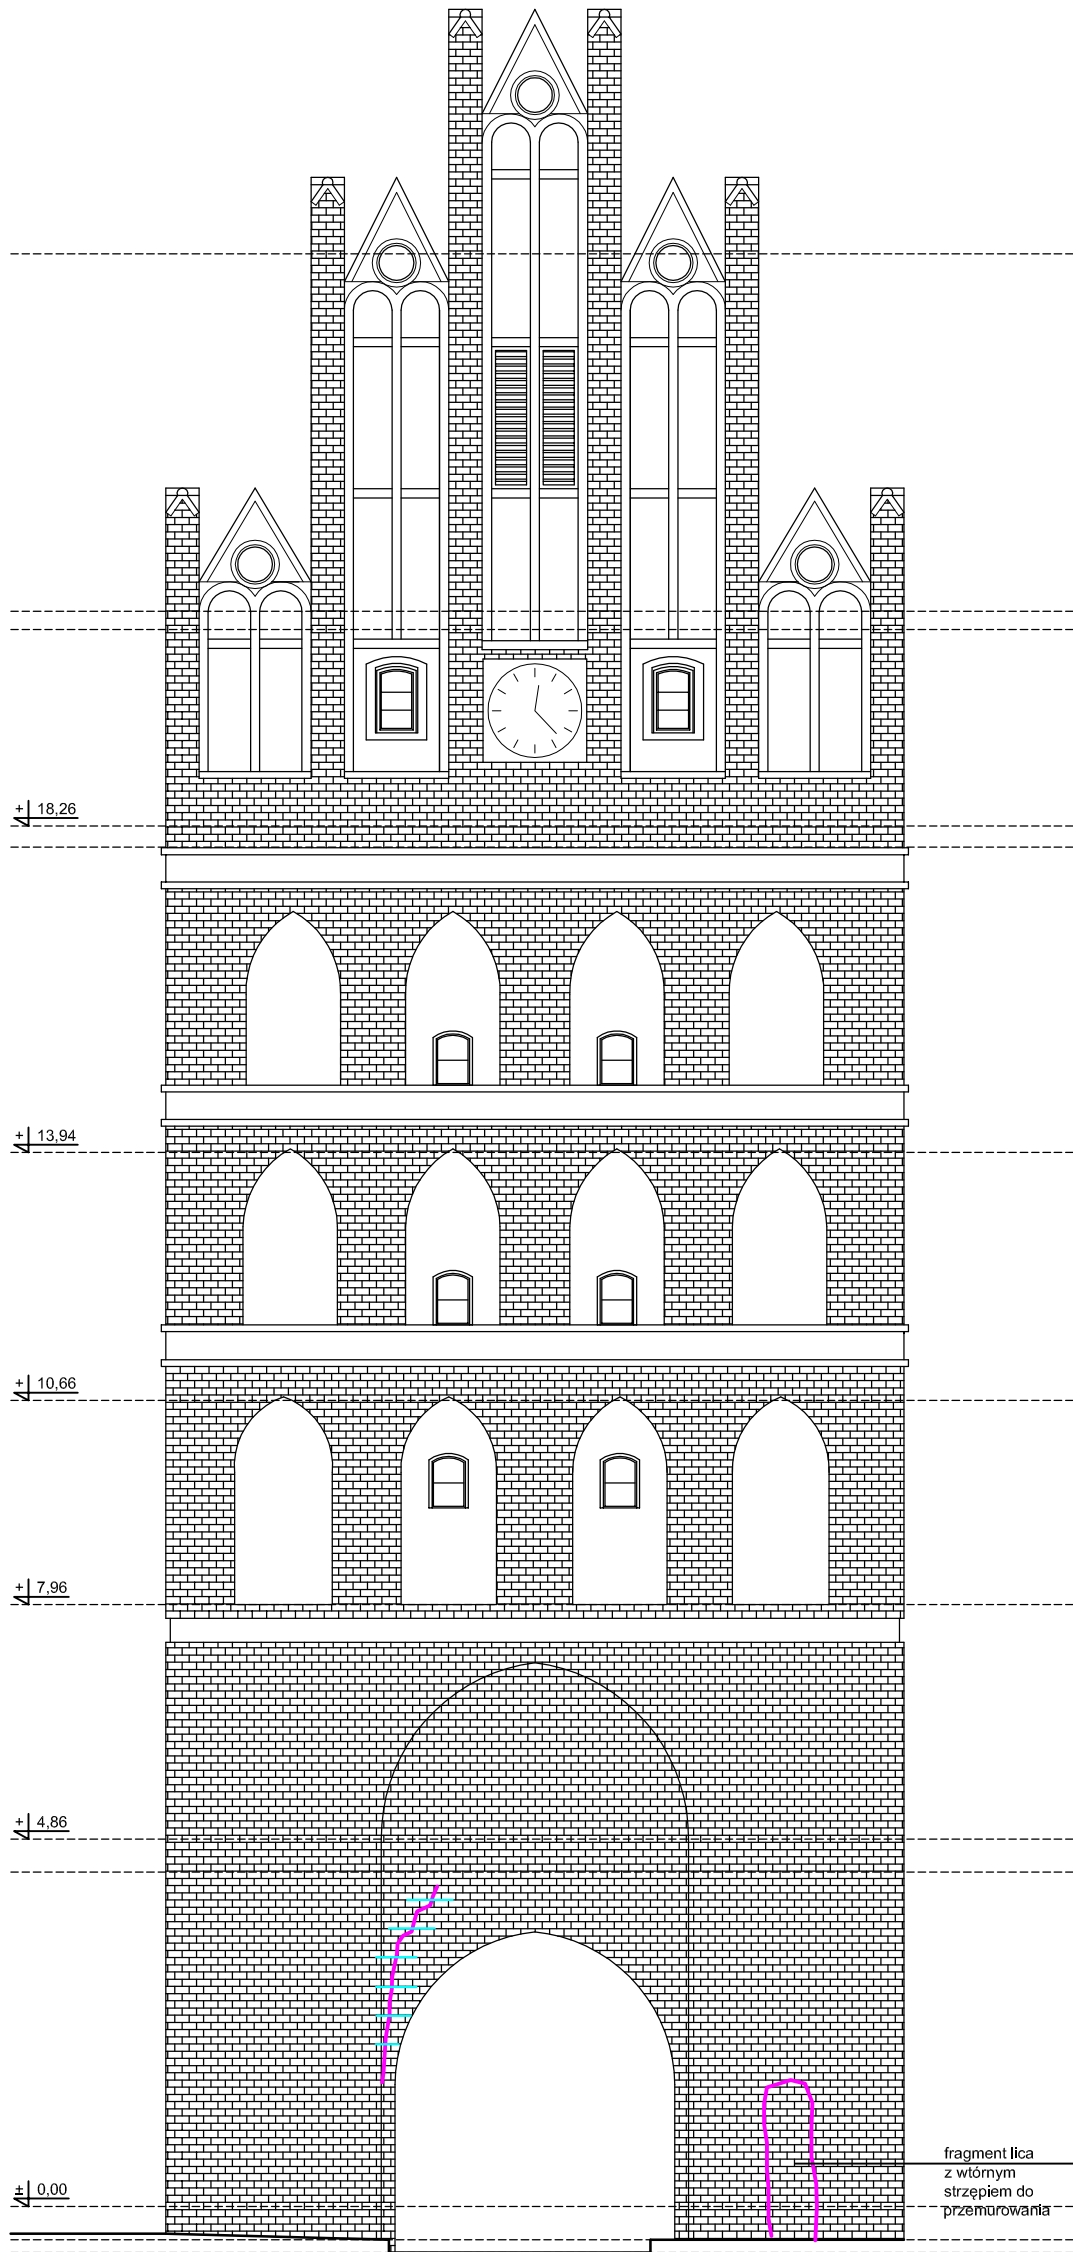 + 18,26
+ 13,94
+ 10,66
+ 7,96
+ 4,86
± 0,00
fragment lica
z wtórnym
strzępiem do
przemurowania